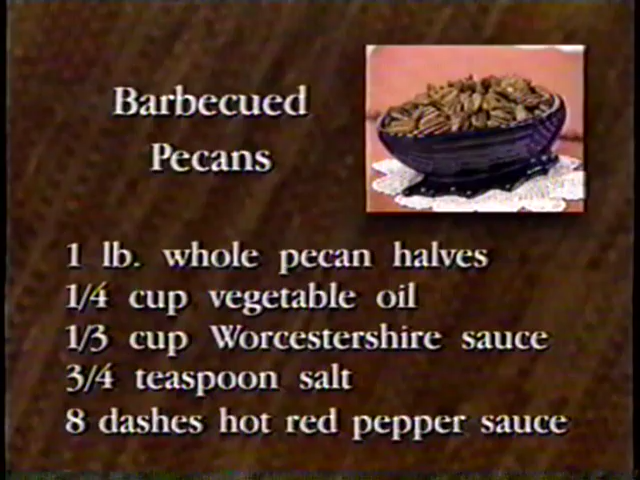 Barbecued
Pecans
1 lb. whole pecan halves
1/4 cup vegetable oil
1/3 cup Worcestershire sauce
3/4 teaspoon salt
8 dashes hot red pepper sauce